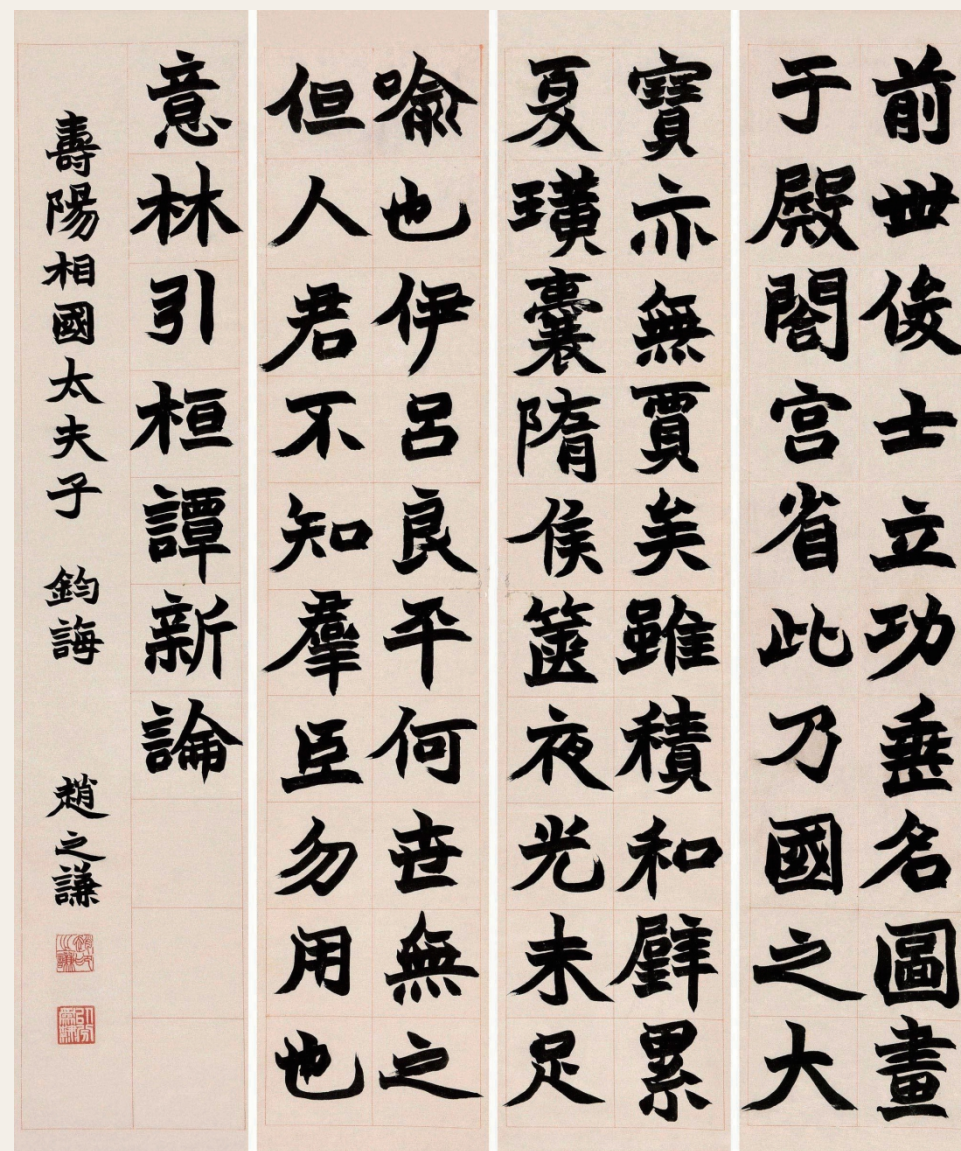 前世俊士立功垂名圖畫
于殿閣宮省此乃國之大
寶亦無賈矣雖積和璧累
夏璜囊隋侯篋夜光未足
喻也伊呂良平何世無之
但人君不知羣臣勿用也
意林引桓譚新論
壽陽相國太夫子 鈞誨 趙之謙